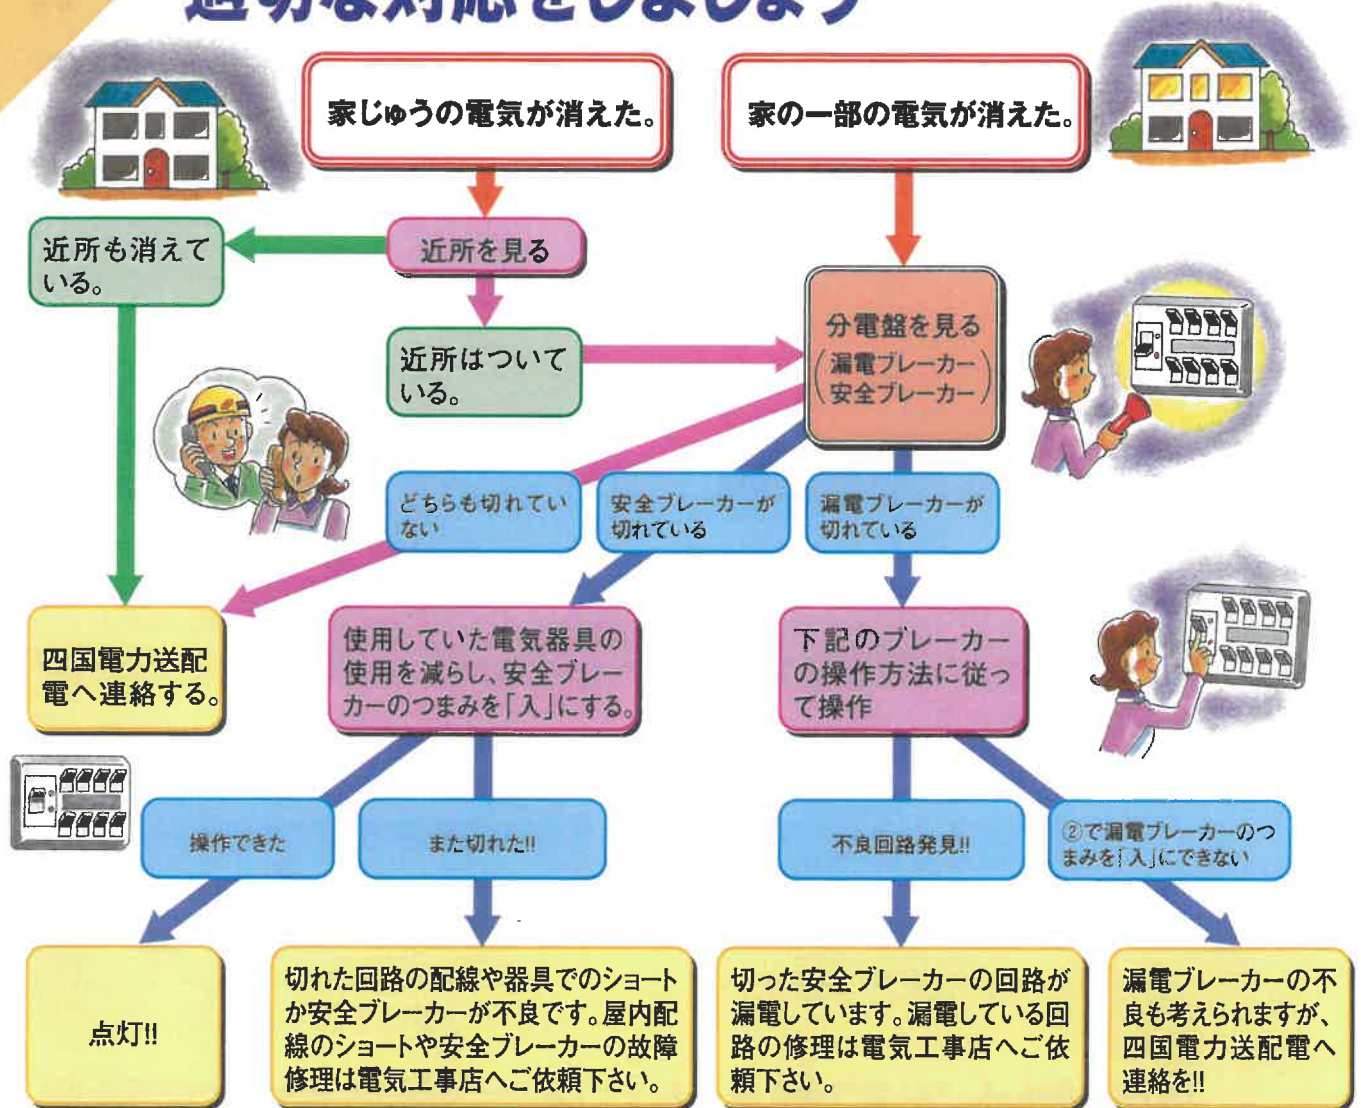 適切な対応をしましょう
家じゅうの電気が消えた。
家の一部の電気が消えた。
近所も消えて
いる。
近所を見る
近所はついて
いる。
分電盤を見る
(漏電ブレーカー
安全ブレーカー)
どちらも切れてい
ない
安全ブレーカーが
切れている
漏電ブレーカーが
切れている
四国電力送配
電へ連絡する。
使用していた電気器具の
使用を減らし、安全ブレー
カーのつまみを「入」にする。
下記のブレーカー
の操作方法に従っ
て操作
操作できた
また切れた!!
不良回路発見!!
②で漏電ブレーカーのつ
まみを「入」にできない
点灯!!
切れた回路の配線や器具でのショート
か安全ブレーカーが不良です。屋内配
線のショートや安全ブレーカーの故障
修理は電気工事店へご依頼下さい。
切った安全ブレーカーの回路が
漏電しています。漏電している回
路の修理は電気工事店へご依
頼下さい。
漏電ブレーカーの不
良も考えられますが、
四国電力送配電へ
連絡を!!